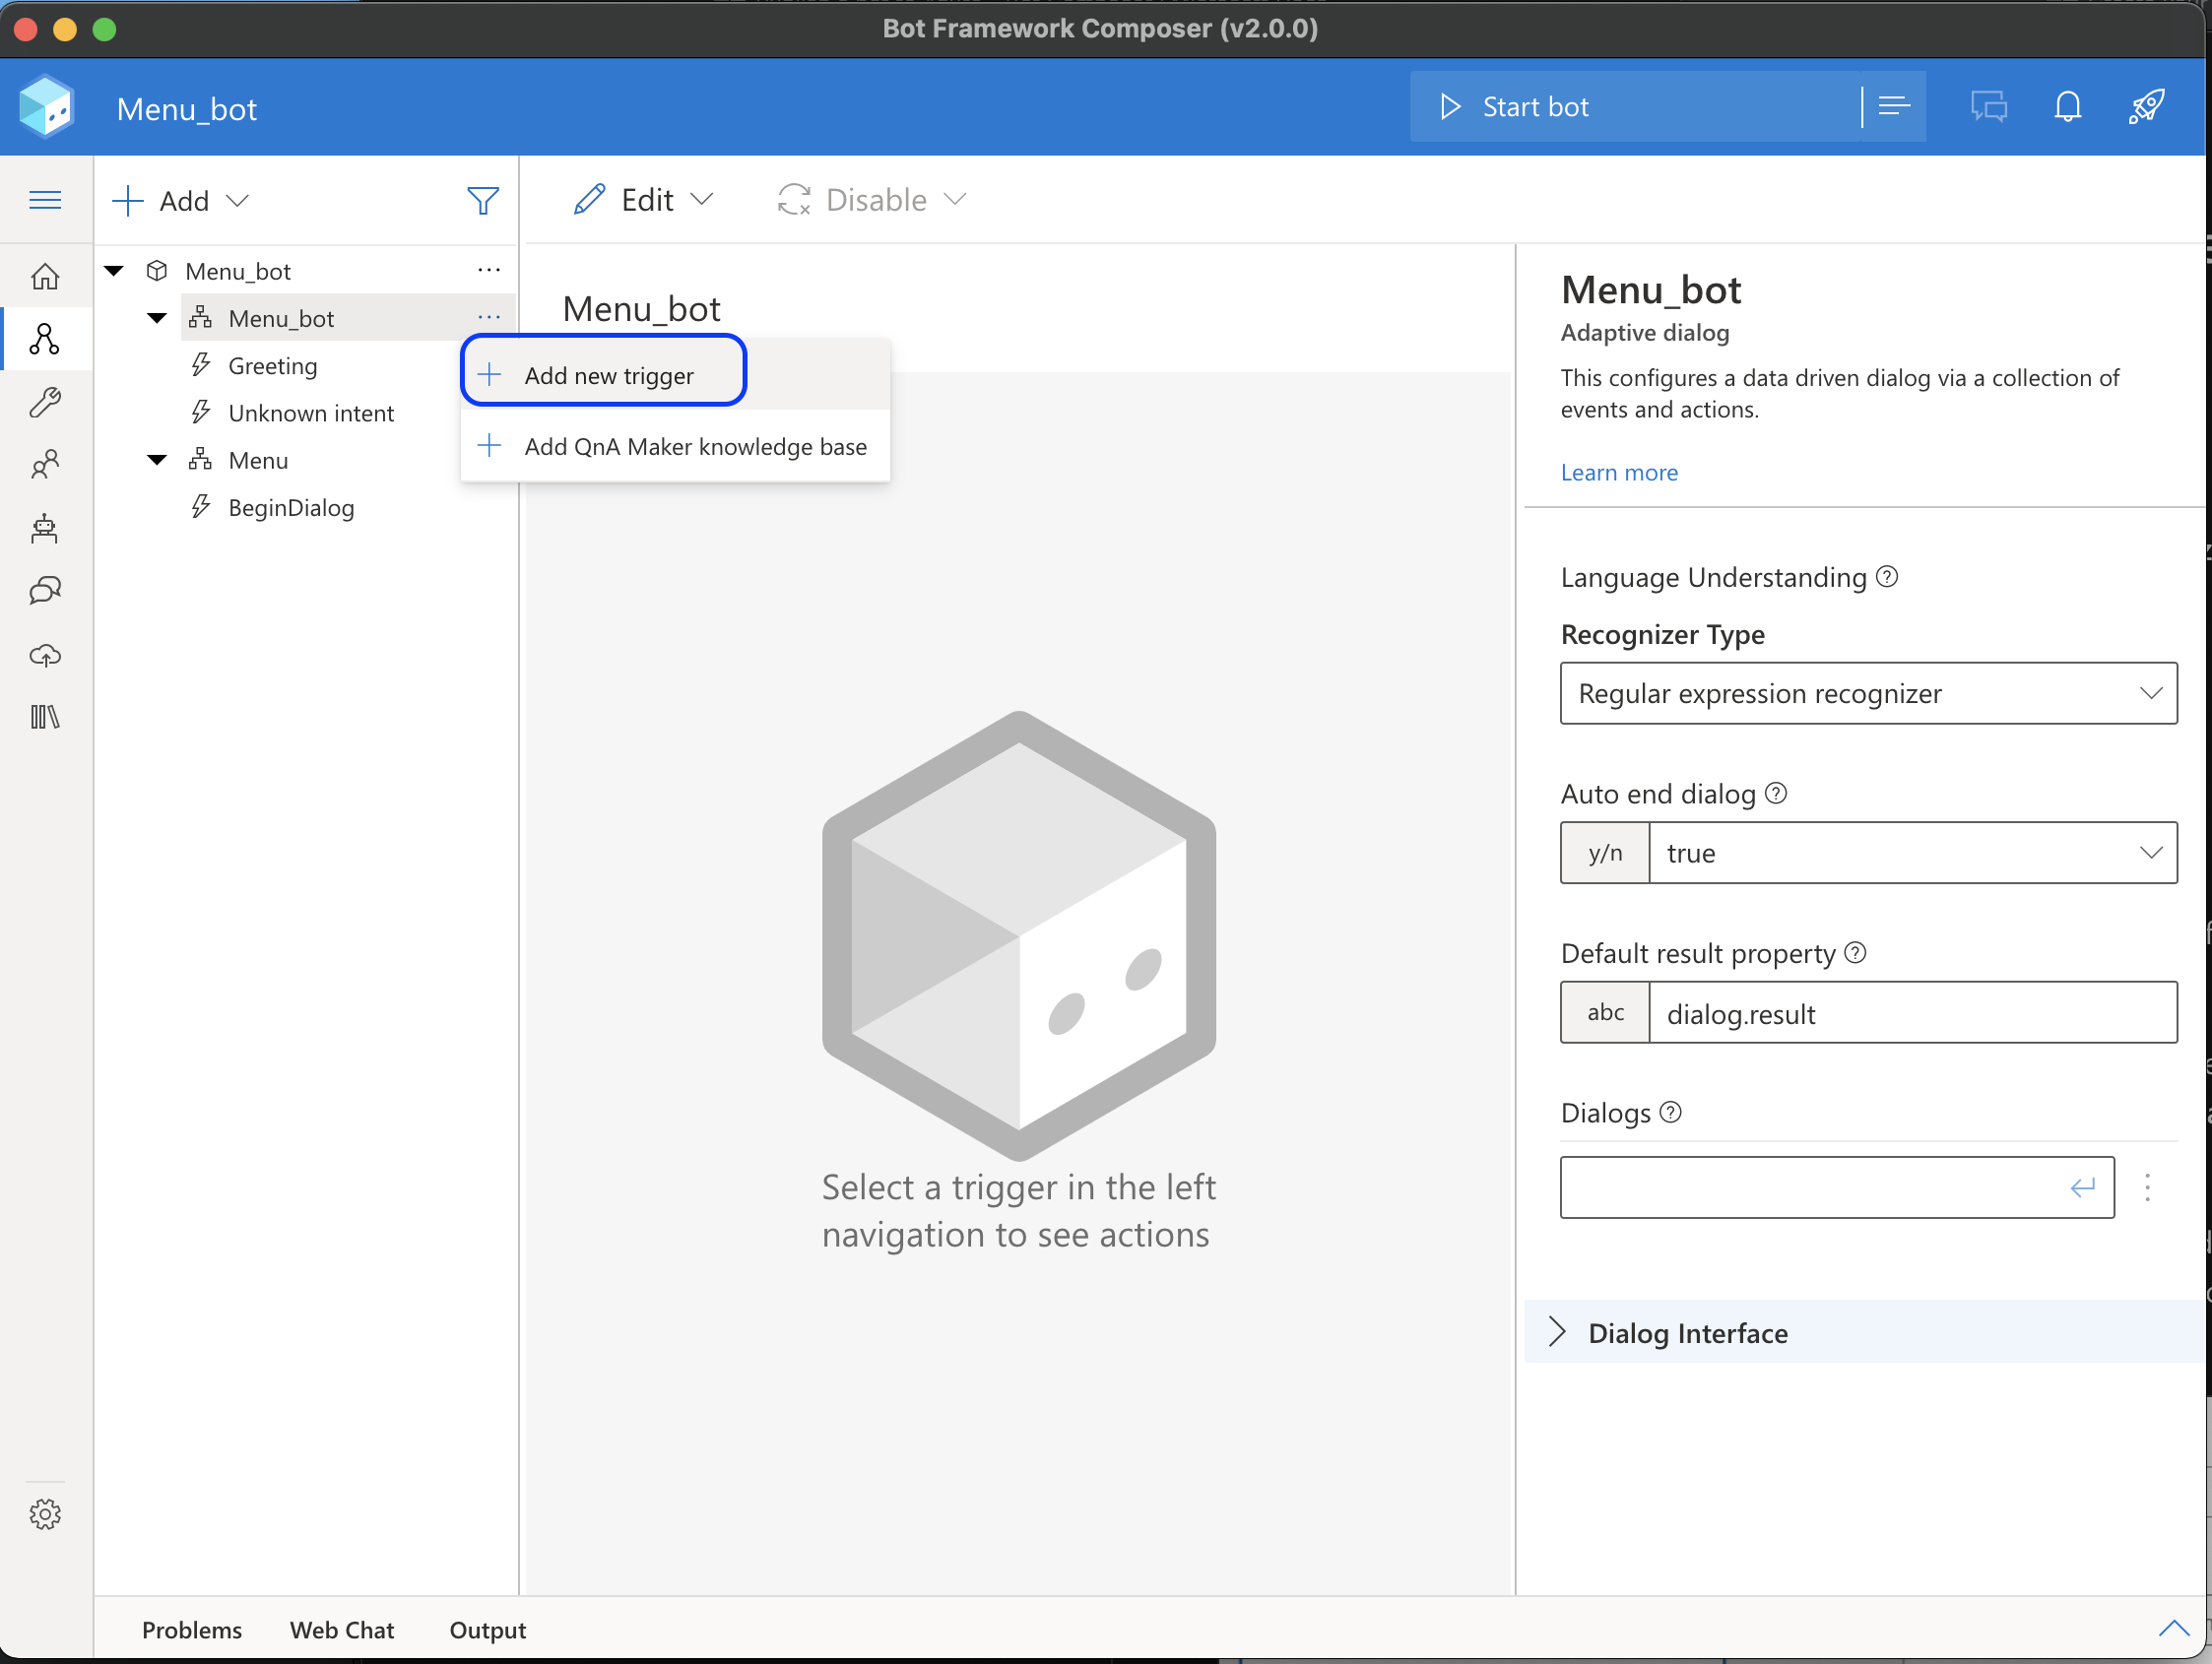 Bot Framework Composer (v2.0.0)
Menu_bot
Start bot
Add
Edit
Disable
Menu_bot
Menu_bot
Greeting
Unknown intent
Menu
BeginDialog
Menu_bot
Add new trigger
Add QnA Maker knowledge base
Select a trigger in the left
navigation to see actions
Menu_bot
Adaptive dialog
This configures a data driven dialog via a collection of
events and actions.
Learn more
Language Understanding ?
Recognizer Type
Regular expression recognizer
Auto end dialog ?
y/n true
Default result property ?
abc dialog.result
Dialogs ?
Dialog Interface
Problems Web Chat Output